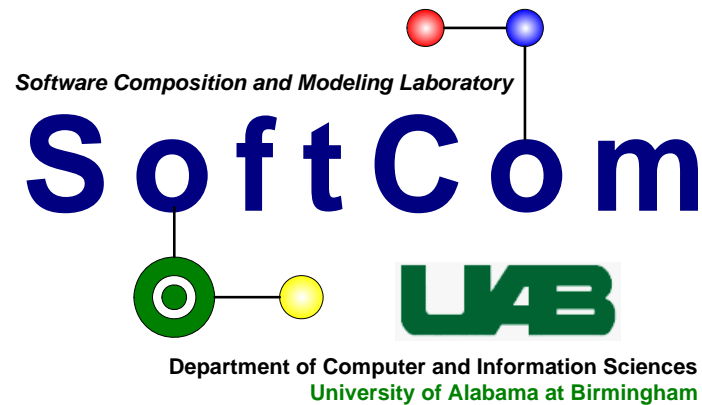 Software Composition and Modeling Laboratory
SoftCom
UAB
Department of Computer and Information Sciences
University of Alabama at Birmingham